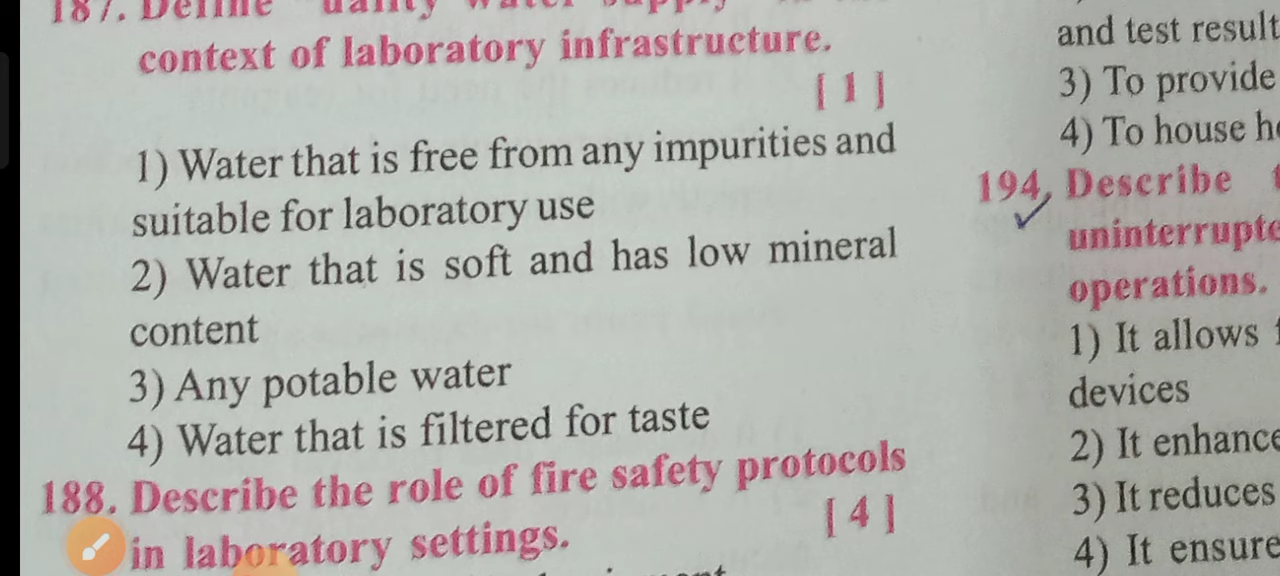 187. Define
context of laboratory infrastructure.
[ 1 ]
1) Water that is free from any impurities and
suitable for laboratory use
2) Water that is soft and has low mineral
content
3) Any potable water
4) Water that is filtered for taste
188. Describe the role of fire safety protocols
[ 4 ]
in laboratory settings.
and test result
3) To provide
4) To house
194. Describe
uninterrupte
operations.
1) It allows
devices
2) It enhance
3) It reduces
4) It ensure